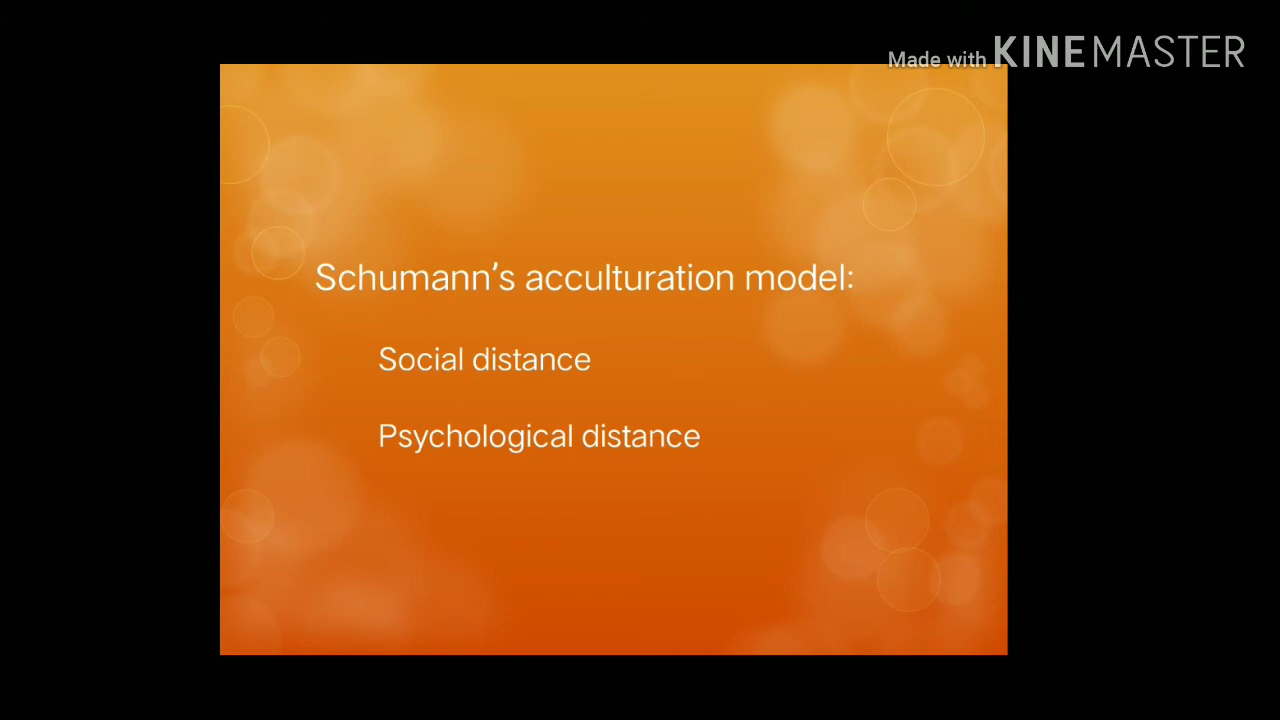 Made with KINEMASTER
Schumann’s acculturation model:
Social distance
Psychological distance